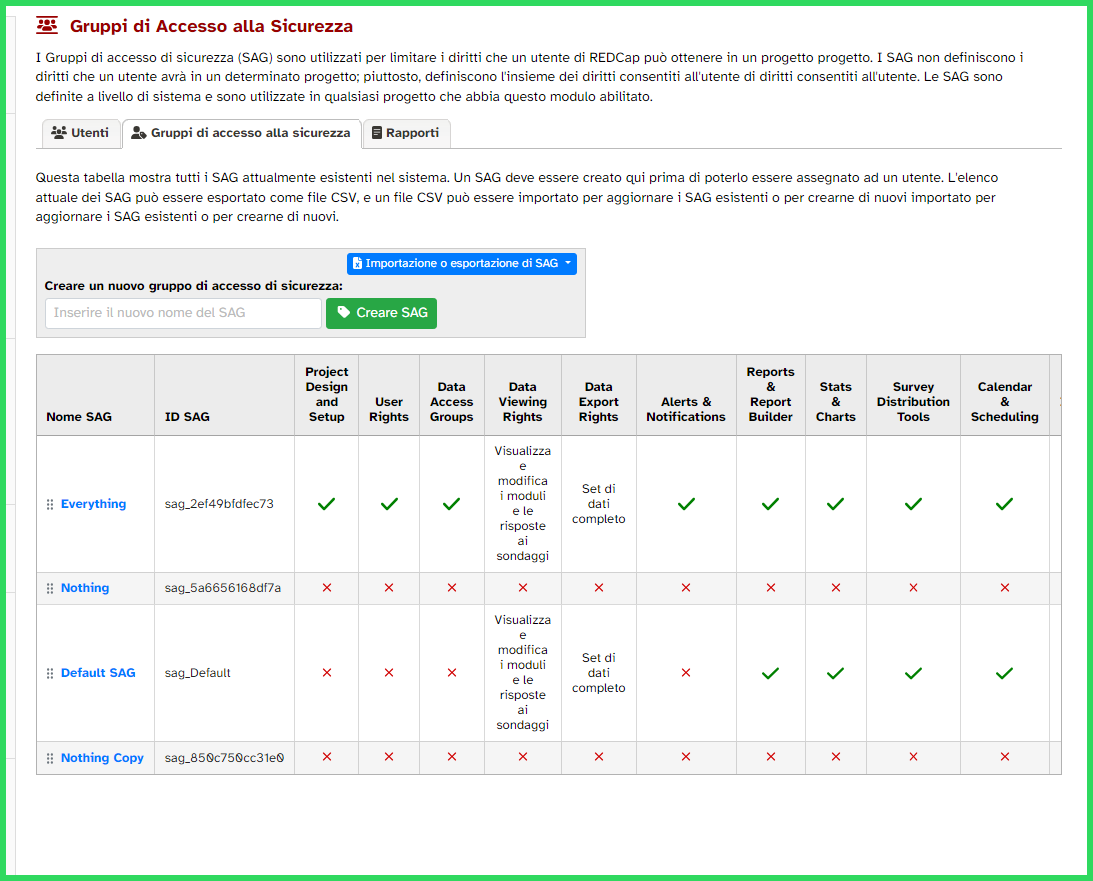 Gruppi di Accesso alla Sicurezza
I Gruppi di accesso di sicurezza (SAG) sono utilizzati per limitare i diritti che un utente di REDCap può ottenere in un progetto progetto. I SAG non definiscono i
diritti che un utente avrà in un determinato progetto; piuttosto, definiscono l'insieme dei diritti consentiti all'utente di diritti consentiti all'utente. Le SAG sono
definite a livello di sistema e sono utilizzate in qualsiasi progetto che abbia questo modulo abilitato.
Utenti
Gruppi di accesso alla sicurezza
Rapporti
Questa tabella mostra tutti i SAG attualmente esistenti nel sistema. Un SAG deve essere creato qui prima di poterlo essere assegnato ad un utente. L'elenco
attuale dei SAG può essere esportato come file CSV, e un file CSV può essere importato per aggiornare i SAG esistenti o per crearne di nuovi importato per
aggiornare i SAG esistenti o per crearne di nuovi.
Importazione o esportazione di SAG
Creare un nuovo gruppo di accesso di sicurezza:
Inserire il nuovo nome del SAG
Creare SAG
Nome SAG
ID SAG
Project
Design
and
Setup
User
Rights
Data
Access
Groups
Data
Viewing
Rights
Data
Export
Rights
Alerts &
Notifications
Reports
&
Report
Builder
Stats
&
Charts
Survey
Distribution
Tools
Calendar
&
Scheduling
Everything
sag_2ef49bfdfec73
Visualizza
e
modifica
i moduli
e le
risposte
ai
sondaggi
Set di
dati
completo
Nothing
sag_5a6656168df7a
Default SAG
sag_Default
Visualizza
e
modifica
i moduli
e le
risposte
ai
sondaggi
Set di
dati
completo
Nothing Copy
sag_850c750cc31e0